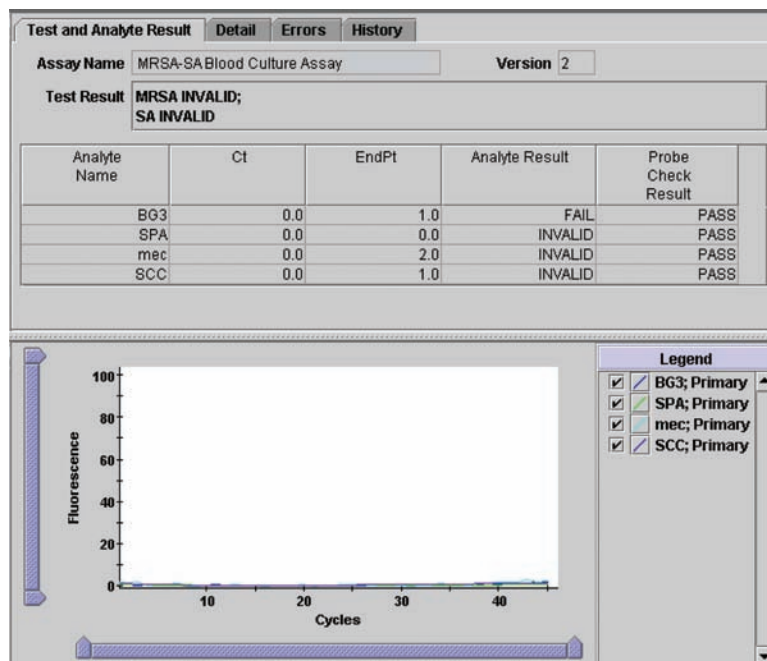 Test and Analyte Result Detail Errors History
Assay Name MRSA-SA Blood Culture Assay Version 2
Test Result MRSA INVALID;
SA INVALID
Analyte Name Ct EndPt Analyte Result Probe Check Result
BG3 0.0 1.0 FAIL PASS
SPA 0.0 0.0 INVALID PASS
mec 0.0 2.0 INVALID PASS
SCC 0.0 1.0 INVALID PASS
Legend
BG3; Primary
SPA; Primary
mec; Primary
SCC; Primary
Fluorescence
100
80
60
40
20
0
10 20 30 40
Cycles